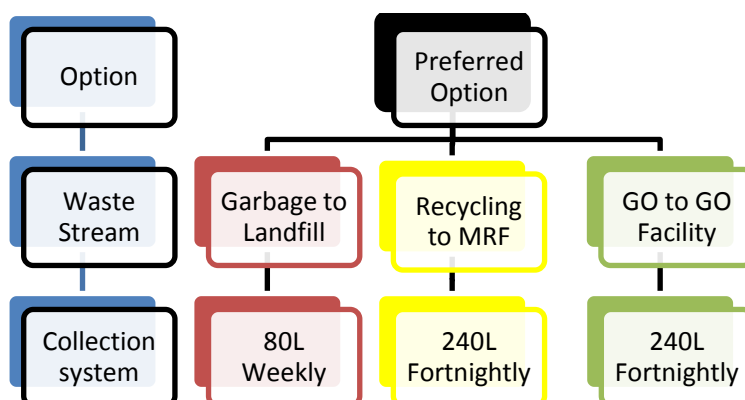 Option
Preferred
Option
Waste
Stream
Garbage to
Landfill
Recycling
to MRF
GO to GO
Facility
Collection
system
80L
Weekly
240L
Fortnightly
240L
Fortnightly